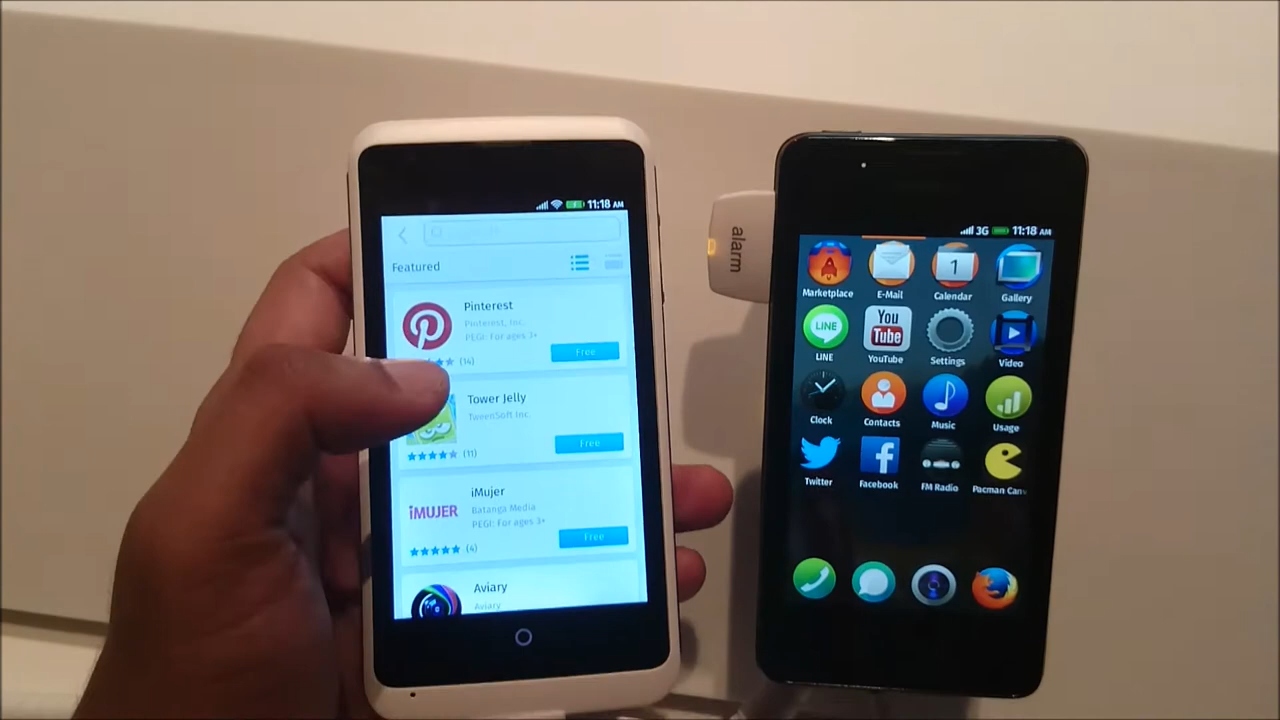 11:18 AM
Featured
Pinterest
Pinterest, Inc.
PEGI: For ages 3+
(14)
Free
Tower Jelly
TweenSoft Inc.
Free
(11)
iMUJER
iMujer
Batanga Media
PEGI: For ages 3+
Free
(4)
Aviary
Aviary
alarm
3G 11:18 AM
Marketplace
E-Mail
1
Calendar
Gallery
LINE
LINE
You
Tube
YouTube
Settings
Video
Clock
Contacts
Music
Usage
Twitter
Facebook
FM Radio
Pacman Canv